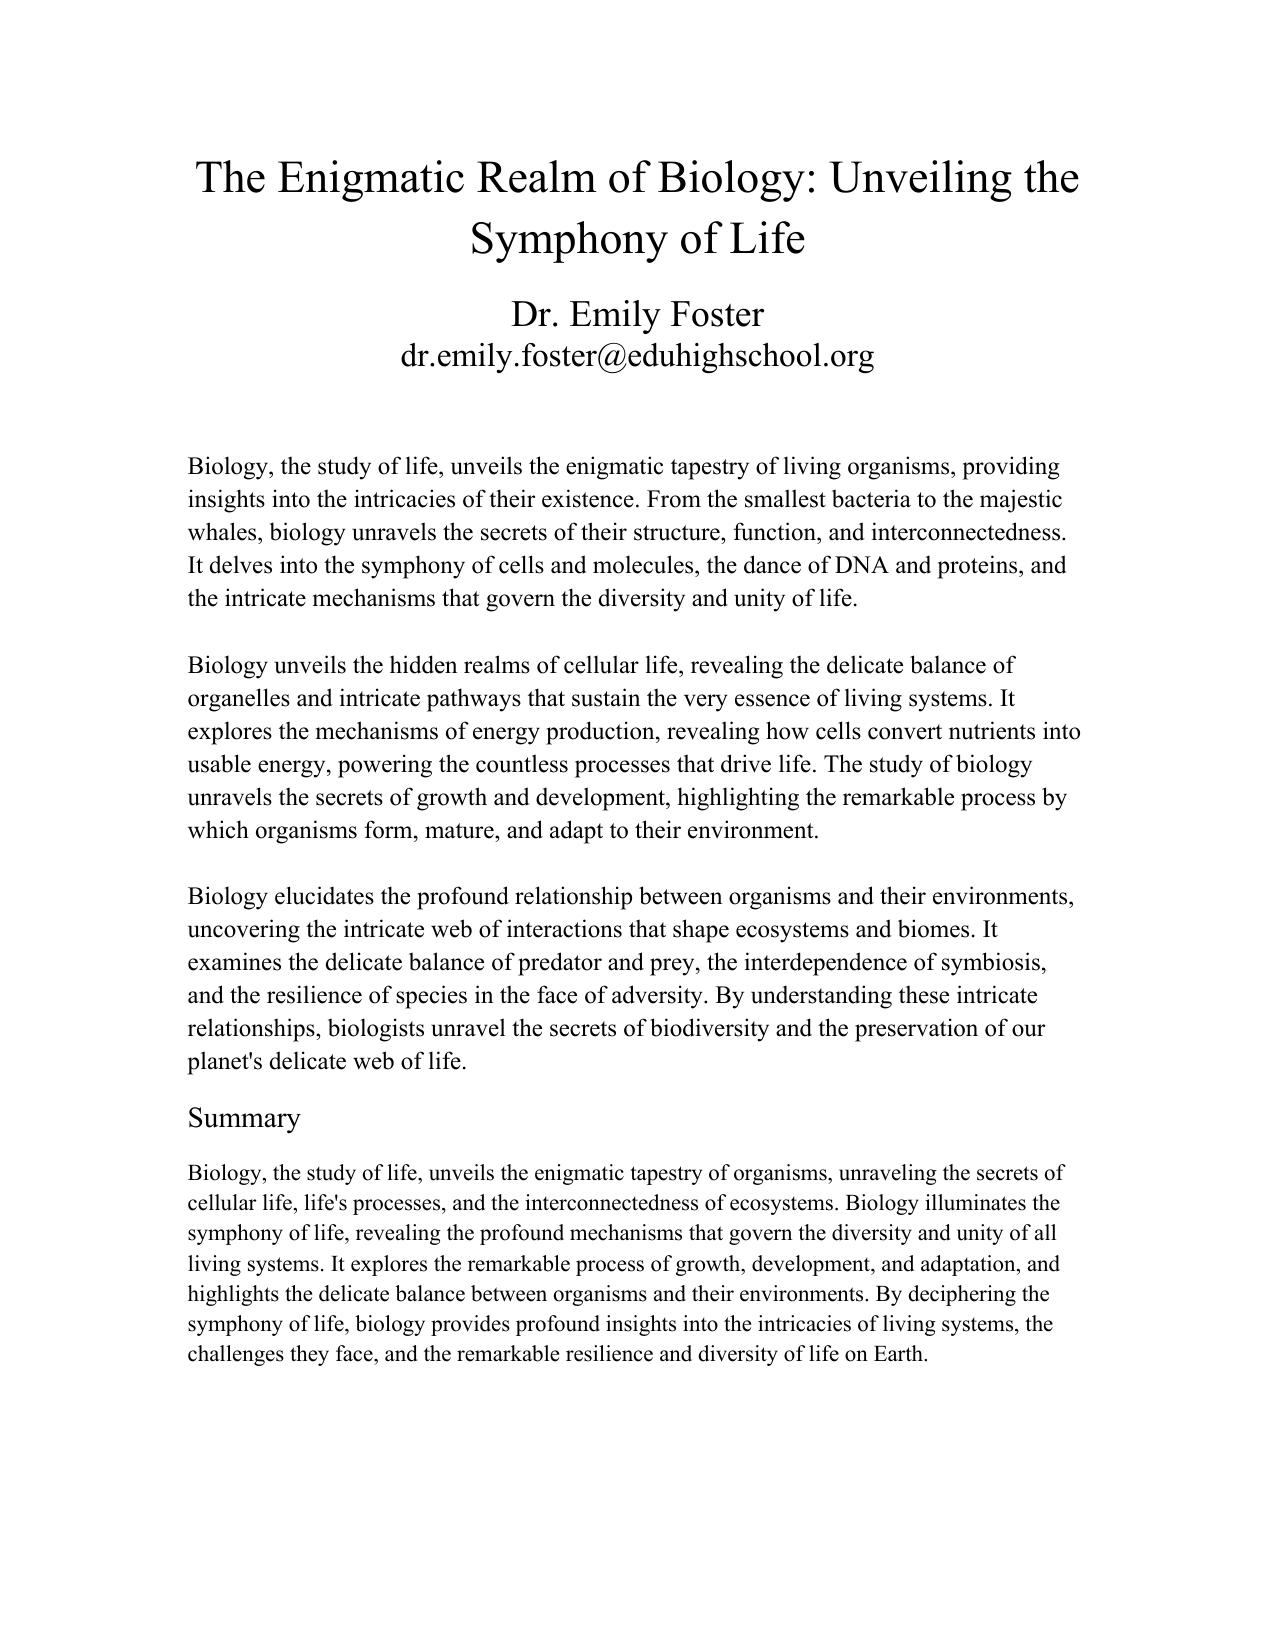 The Enigmatic Realm of Biology: Unveiling the
Symphony of Life
Dr. Emily Foster
dr.emily.foster@eduhighschool.org
Biology, the study of life, unveils the enigmatic tapestry of living organisms, providing
insights into the intricacies of their existence. From the smallest bacteria to the majestic
whales, biology unravels the secrets of their structure, function, and interconnectedness.
It delves into the symphony of cells and molecules, the dance of DNA and proteins, and
the intricate mechanisms that govern the diversity and unity of life.
Biology unveils the hidden realms of cellular life, revealing the delicate balance of
organelles and intricate pathways that sustain the very essence of living systems. It
explores the mechanisms of energy production, revealing how cells convert nutrients into
usable energy, powering the countless processes that drive life. The study of biology
unravels the secrets of growth and development, highlighting the remarkable process by
which organisms form, mature, and adapt to their environment.
Biology elucidates the profound relationship between organisms and their environments,
uncovering the intricate web of interactions that shape ecosystems and biomes. It
examines the delicate balance of predator and prey, the interdependence of symbiosis,
and the resilience of species in the face of adversity. By understanding these intricate
relationships, biologists unravel the secrets of biodiversity and the preservation of our
planet's delicate web of life.
Summary
Biology, the study of life, unveils the enigmatic tapestry of organisms, unraveling the secrets of
cellular life, life's processes, and the interconnectedness of ecosystems. Biology illuminates the
symphony of life, revealing the profound mechanisms that govern the diversity and unity of all
living systems. It explores the remarkable process of growth, development, and adaptation, and
highlights the delicate balance between organisms and their environments. By deciphering the
symphony of life, biology provides profound insights into the intricacies of living systems, the
challenges they face, and the remarkable resilience and diversity of life on Earth.